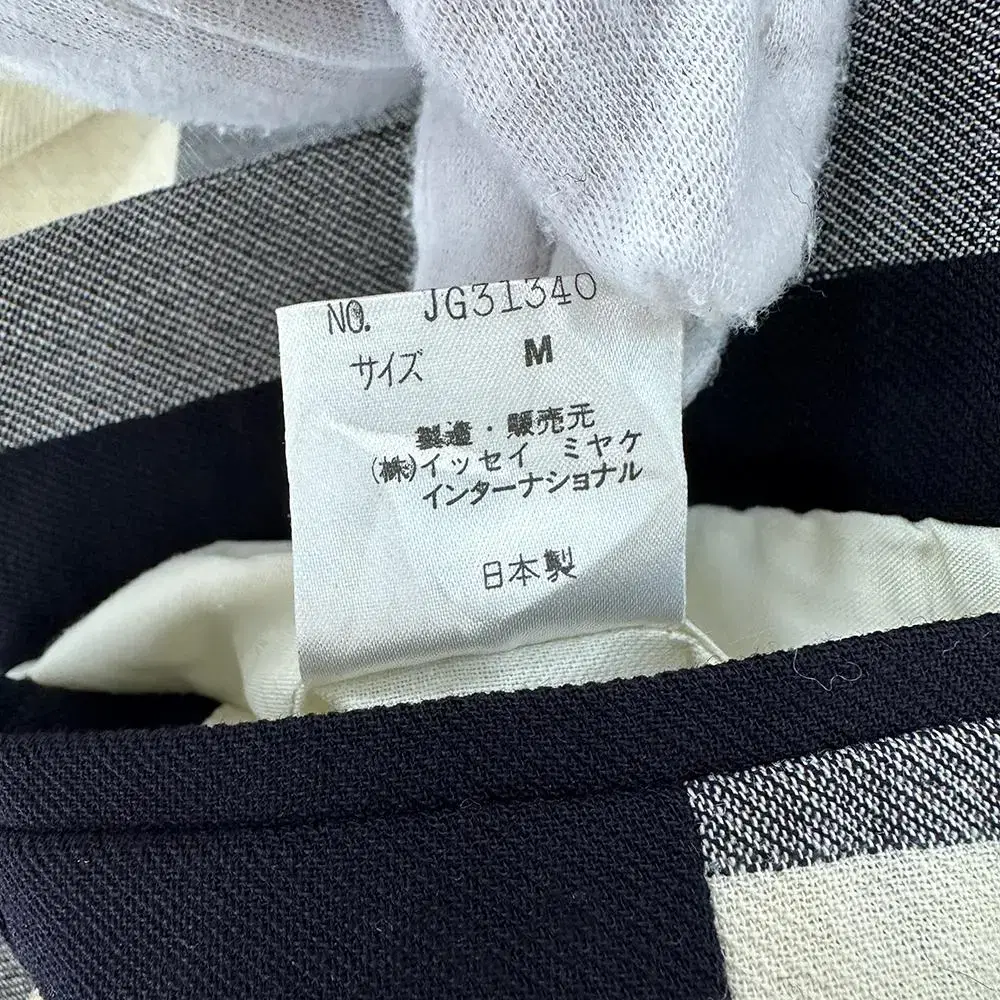 NO. JG31340
サイズ M
製造・販売元
(株)イッセイ ミヤケ
インターナショナル
日本製